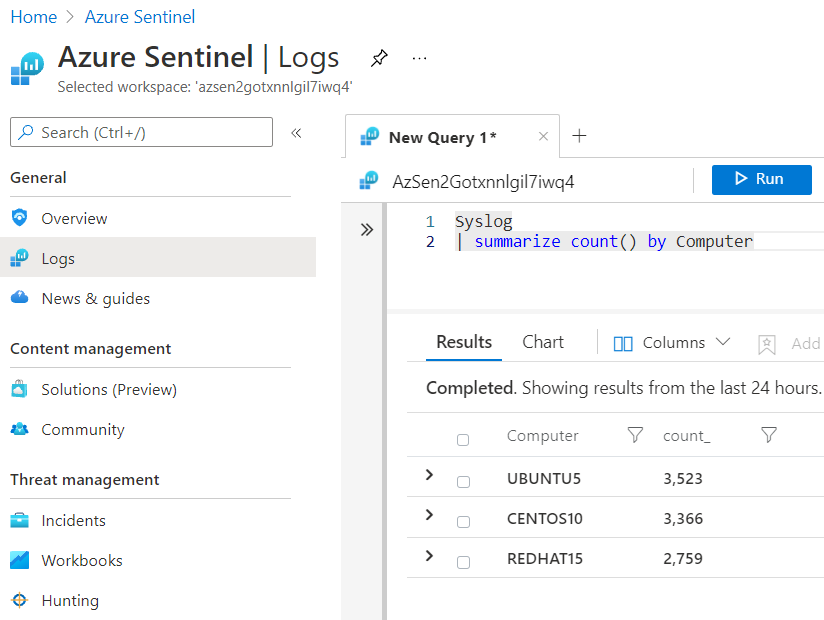 Home > Azure Sentinel
Azure Sentinel | Logs ...
Selected workspace: 'azsen2gotxnnlgil7iwq4'
Search (Ctrl+/)
«
General
Overview
Logs
News & guides
Content management
Solutions (Preview)
Community
Threat management
Incidents
Workbooks
Hunting
New Query 1*
AzSen2Gotxnnlgil7iwq4
Run
1 Syslog
2 | summarize count() by Computer
Results Chart Columns Add
Completed. Showing results from the last 24 hours.
Computer count_
UBUNTU5 3,523
CENTOS10 3,366
REDHAT15 2,759